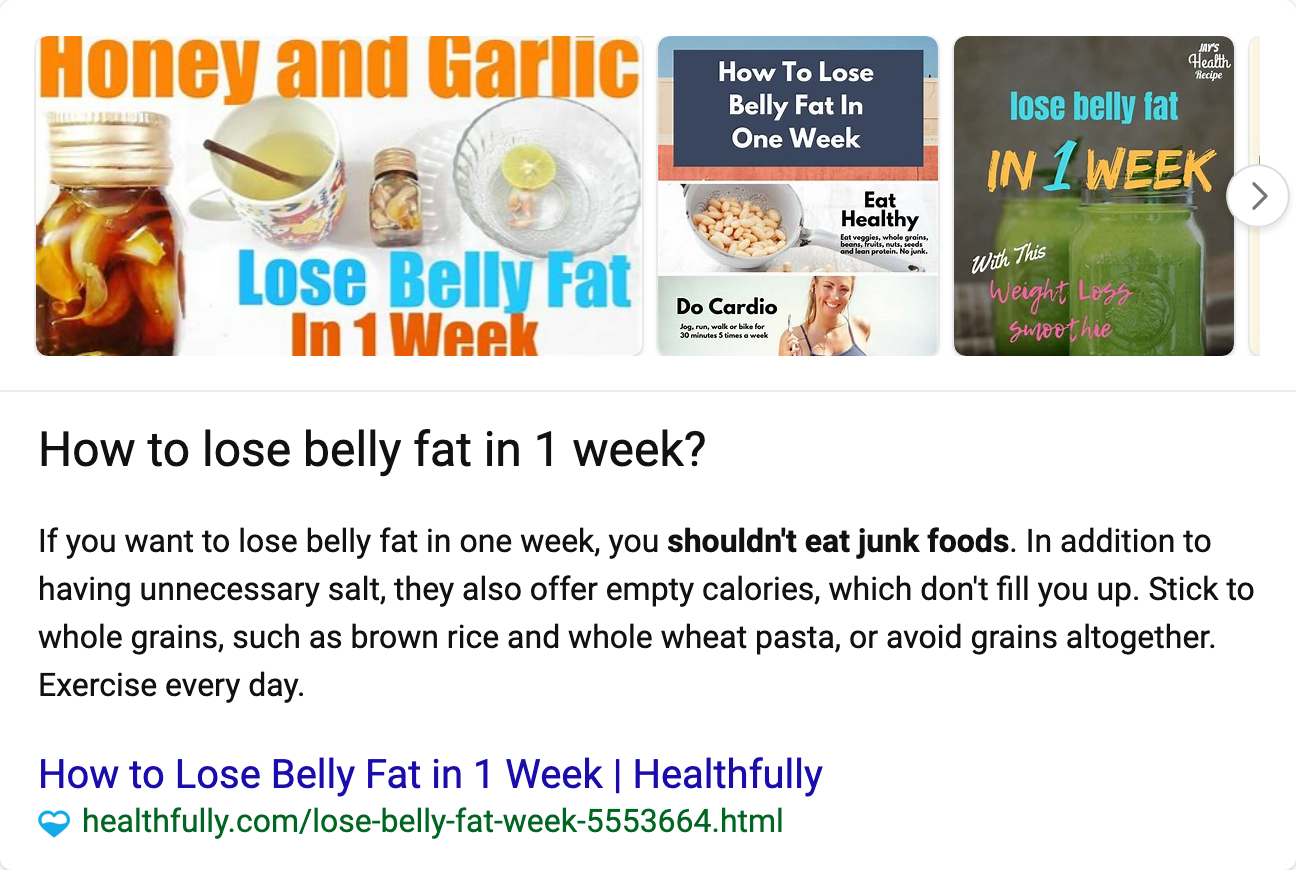 Honey and Garlic
Lose Belly Fat
In 1 Week
How To Lose
Belly Fat In
One Week
Eat
Healthy
Eat veggies, whole grains,
beans, fruits, nuts, seeds
and lean protein. No junk.
Do Cardio
Jog, run, walk or bike for
30 minutes 5 times a week
JAY'S
Health
Recipe
lose belly fat
IN 1 WEEK
With This
Weight Loss
smoothie
How to lose belly fat in 1 week?
If you want to lose belly fat in one week, you shouldn't eat junk foods. In addition to
having unnecessary salt, they also offer empty calories, which don't fill you up. Stick to
whole grains, such as brown rice and whole wheat pasta, or avoid grains altogether.
Exercise every day.
How to Lose Belly Fat in 1 Week | Healthfully
healthfully.com/lose-belly-fat-week-5553664.html